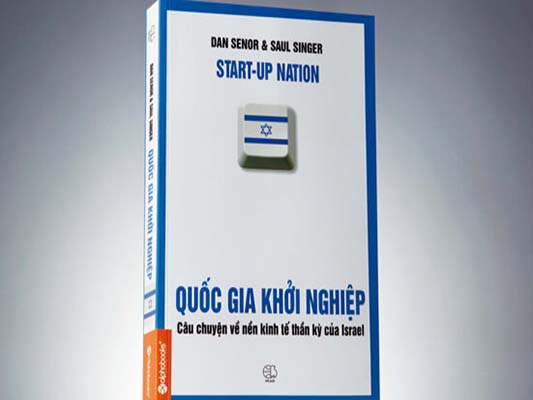 DAN SENOR & SAUL SINGER
START-UP NATION
QUỐC GIA KHỞI NGHIỆP
Câu chuyện về nền kinh tế thần kỳ của Israel
DAN SENOR & SAUL SINGER
QUỐC GIA KHỞI NGHIỆP
alphabooks